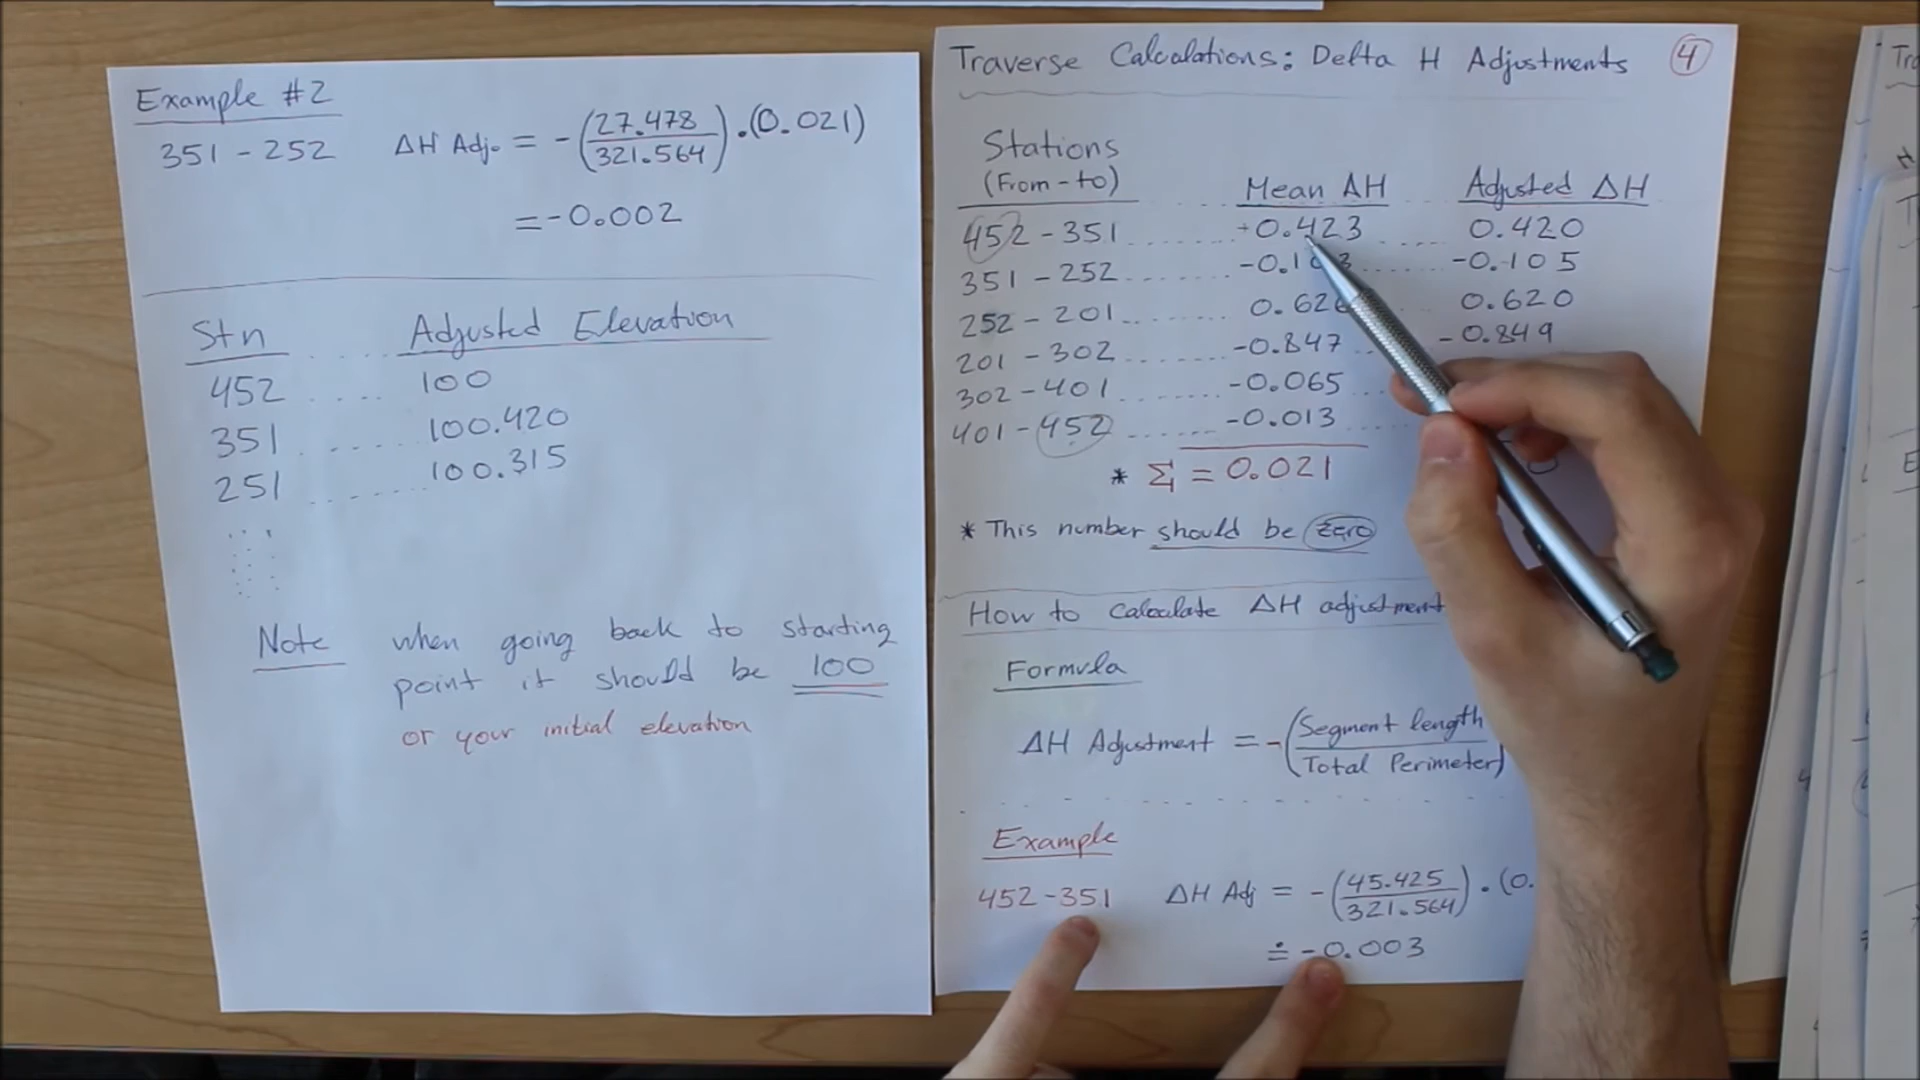 Example #2
351 - 252 ΔH Adj. = -(27.478/321.564).(0.021)
= -0.002
Stn Adjusted Elevation
452 .... 100
351 ..... 100.420
251 ........ 100.315
Note when going back to starting
point it should be 100
or your initial elevation
Traverse Calculations: Delta H Adjustments 4
Stations
(From-to) Mean ΔH Adjusted ΔH
452 - 351 ........ +0.423 .... 0.420
351 - 252 ........ -0.103 ...... -0.105
252 - 201 ........ 0.62 0.620
201 - 302 ........ -0.847 .. -0.849
302 - 401 ........ -0.065
401 - 452 ....... -0.013
* Σ = 0.021
* This number should be zero
How to calculate ΔH adjustment
Formula
ΔH Adjustment = -(Segment length/Total Perimeter)
Example
452-351 ΔH Adj = -(45.425/321.564).(0.
≐ -0.003